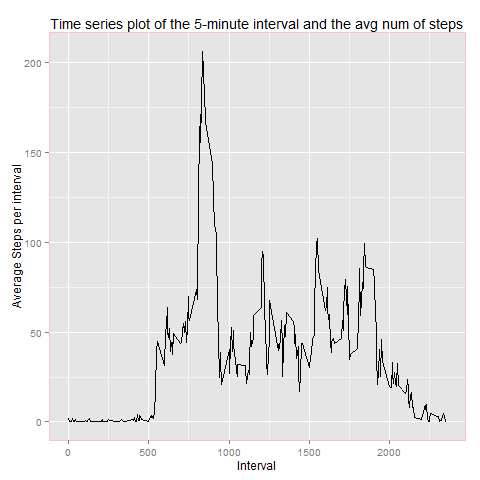 Time series plot of the 5-minute interval and the avg num of steps
Average Steps per interval
200
150
100
50
0
0 500 1000 1500 2000
Interval